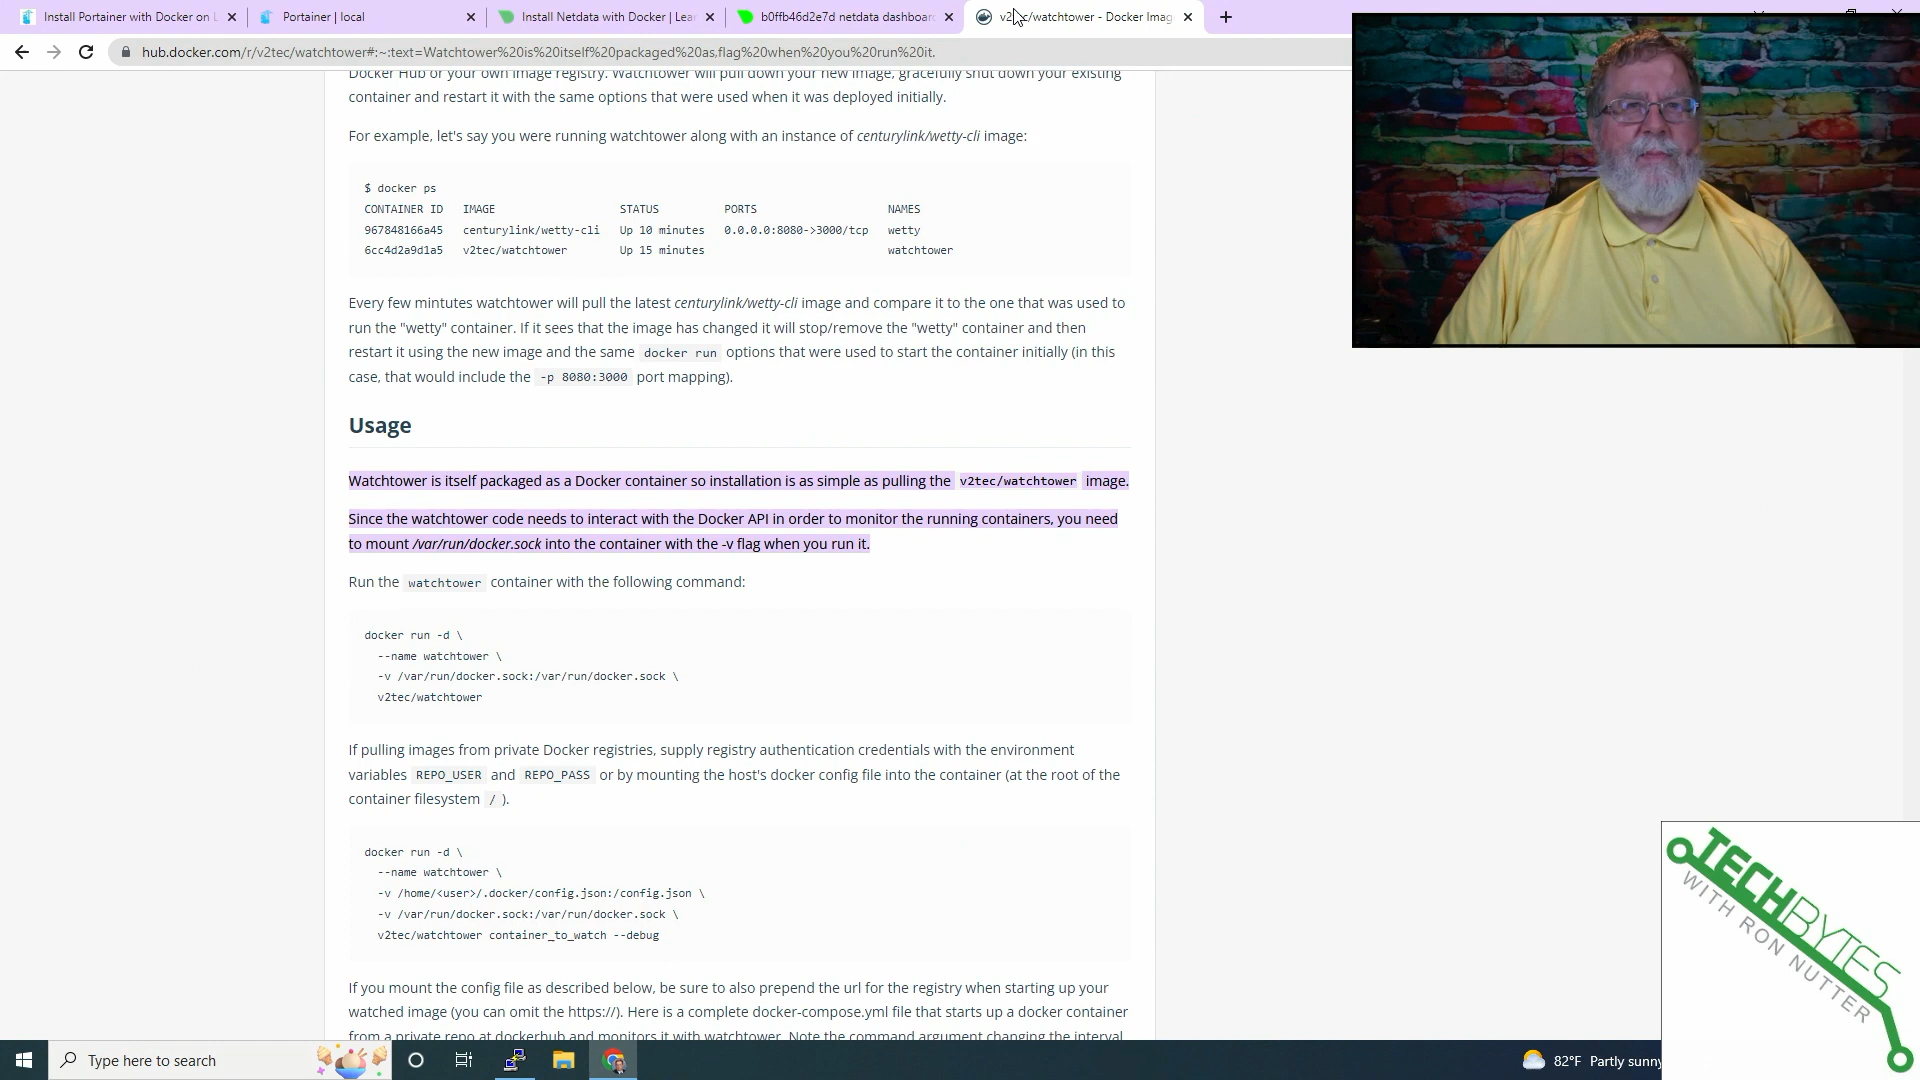 Install Portainer with Docker on L
Portainer | local
Install Netdata with Docker | Lea
b0ffb46d2e7d netdata dashboar
v2tec/watchtower - Docker Imag
hub.docker.com/r/v2tec/watchtower#:~:text=Watchtower%20is%20itself%20packaged%20as,flag%20when%20you%20run%20it.
Docker Hub or your own image registry. Watchtower will pull down your new image, gracefully shut down your existing
container and restart it with the same options that were used when it was deployed initially.
For example, let's say you were running watchtower along with an instance of centurylink/wetty-cli image:
$ docker ps
CONTAINER ID IMAGE STATUS PORTS NAMES
967848166a45 centurylink/wetty-cli Up 10 minutes 0.0.0.0:8080->3000/tcp wetty
6cc4d2a9d1a5 v2tec/watchtower Up 15 minutes watchtower
Every few mintutes watchtower will pull the latest centurylink/wetty-cli image and compare it to the one that was used to
run the "wetty" container. If it sees that the image has changed it will stop/remove the "wetty" container and then
restart it using the new image and the same docker run options that were used to start the container initially (in this
case, that would include the -p 8080:3000 port mapping).
Usage
Watchtower is itself packaged as a Docker container so installation is as simple as pulling the v2tec/watchtower image.
Since the watchtower code needs to interact with the Docker API in order to monitor the running containers, you need
to mount /var/run/docker.sock into the container with the -v flag when you run it.
Run the watchtower container with the following command:
docker run -d \
--name watchtower \
-v /var/run/docker.sock:/var/run/docker.sock \
v2tec/watchtower
If pulling images from private Docker registries, supply registry authentication credentials with the environment
variables REPO_USER and REPO_PASS or by mounting the host's docker config file into the container (at the root of the
container filesystem / ).
docker run -d \
--name watchtower \
-v /home/<user>/.docker/config.json:/config.json \
-v /var/run/docker.sock:/var/run/docker.sock \
v2tec/watchtower container_to_watch --debug
If you mount the config file as described below, be sure to also prepend the url for the registry when starting up your
watched image (you can omit the https://). Here is a complete docker-compose.yml file that starts up a docker container
from a private repo at dockerhub and monitors it with watchtower. Note the command argument changing the interval
TECHBYTES
WITH RON NUTTER
Type here to search
82°F Partly sunny